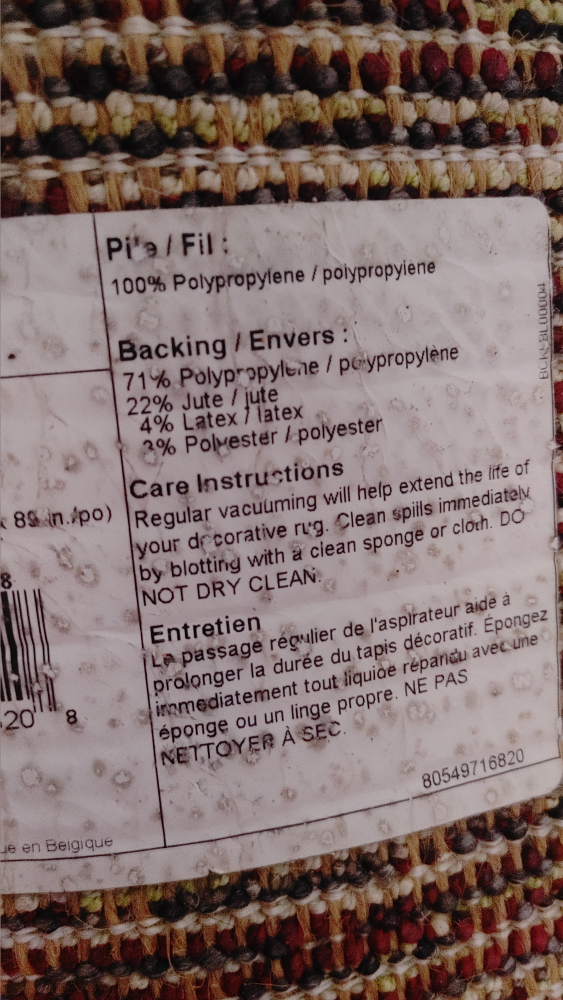 Pile / Fil :
100% Polypropylene / polypropylène
Backing / Envers :
71% Polypropylene / polypropylène
22% Jute / jute
4% Latex / latex
3% Polyester / polyester
Care Instructions
Regular vacuuming will help extend the life of
your decorative rug. Clean spills immediately
by blotting with a clean sponge or cloth. DO
NOT DRY CLEAN.
Entretien
Le passage régulier de l'aspirateur aide à
prolonger la durée du tapis décoratif. Épongez
immediatement tout liquide répandu avec une
éponge ou un linge propre. NE PAS
NETTOYER À SEC.
80549716820
x 89 in./po)
8
20 8
ue en Belgique